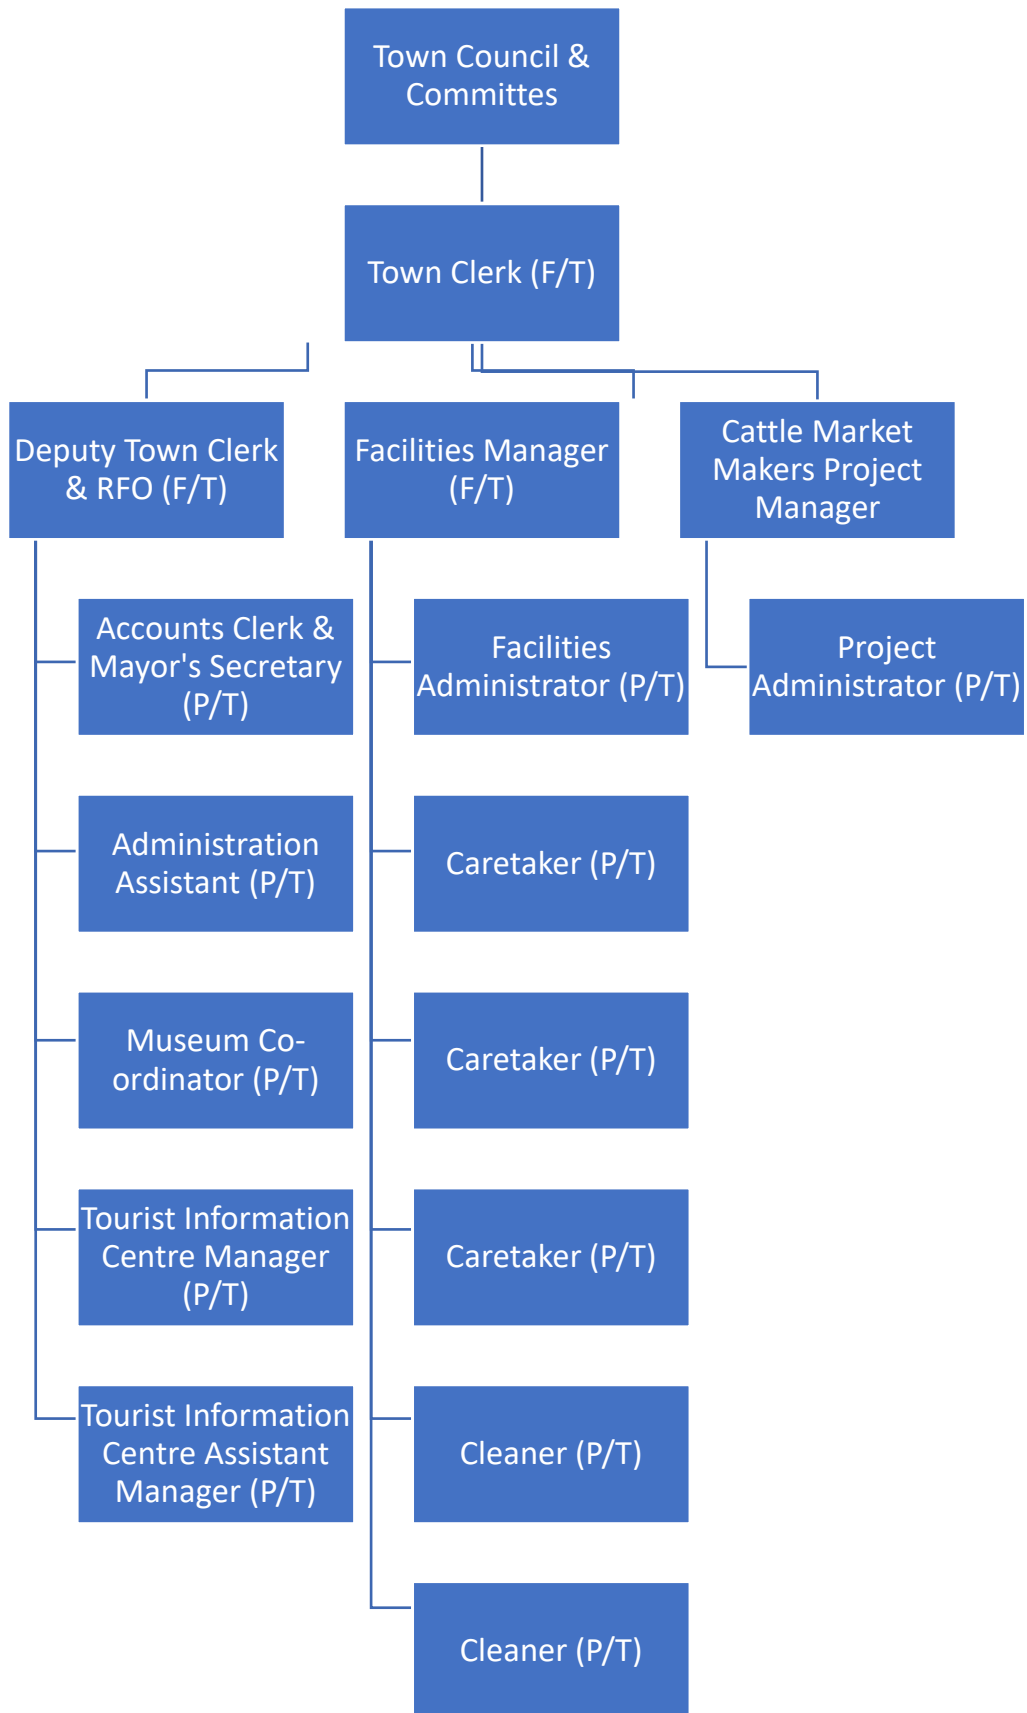 Town Council &
Committes
Town Clerk (F/T)
Deputy Town Clerk
& RFO (F/T)
Facilities Manager
(F/T)
Cattle Market
Makers Project
Manager
Accounts Clerk &
Mayor's Secretary
(P/T)
Facilities
Administrator (P/T)
Project
Administrator (P/T)
Administration
Assistant (P/T)
Caretaker (P/T)
Museum Co-
ordinator (P/T)
Caretaker (P/T)
Tourist Information
Centre Manager
(P/T)
Caretaker (P/T)
Tourist Information
Centre Assistant
Manager (P/T)
Cleaner (P/T)
Cleaner (P/T)